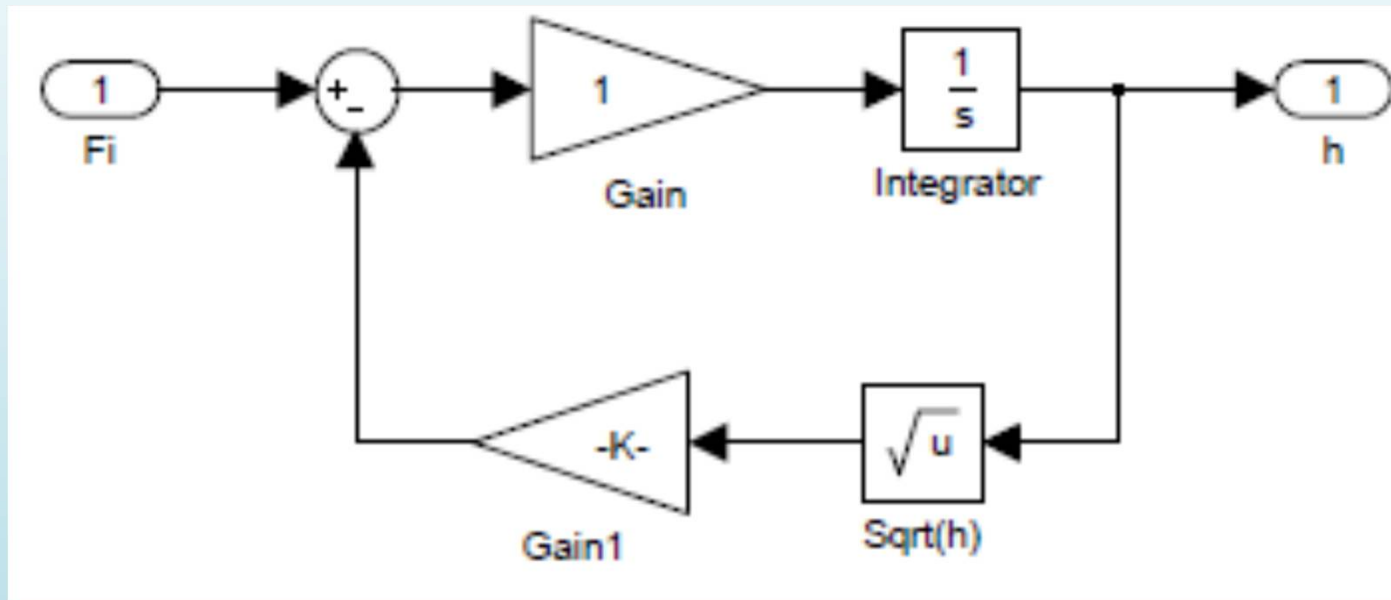 1
Fi
+
-
1
Gain
1
s
Integrator
1
h
-K-
Gain1
√u
Sqrt(h)